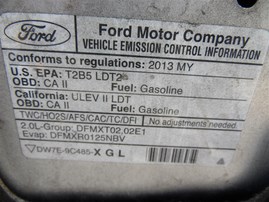 Ford
Ford Motor Company
VEHICLE EMISSION CONTROL INFORMATION
Conforms to regulations: 2013 MY
U.S. EPA: T2B5 LDT2
OBD: CA II Fuel: Gasoline
California: ULEV II LDT
OBD: CA II Fuel: Gasoline
TWC/HO2S/AFS/CAC/TC/DFI No adjustments needed.
2.0L-Group: DFMXT02.02E1
Evap: DFMXR0125NBV
DW7E-9C485-X G L